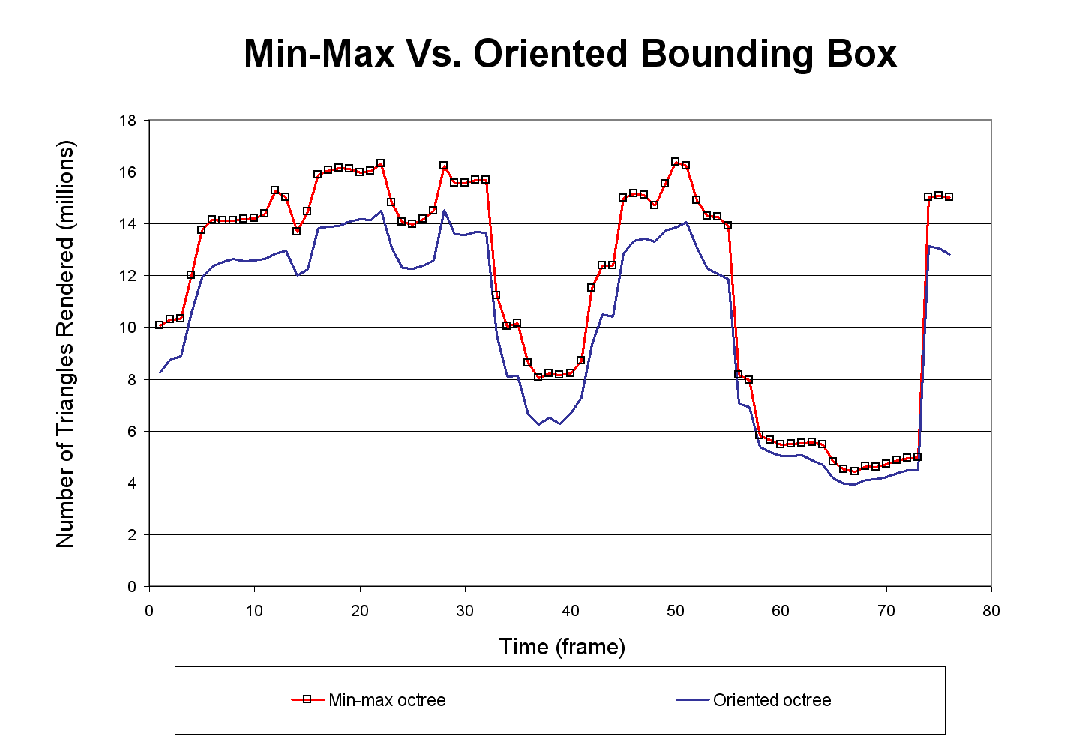 Min-Max Vs. Oriented Bounding Box
Number of Triangles Rendered (millions)
18
16
14
12
10
8
6
4
2
0
0 10 20 30 40 50 60 70 80
Time (frame)
Min-max octree Oriented octree